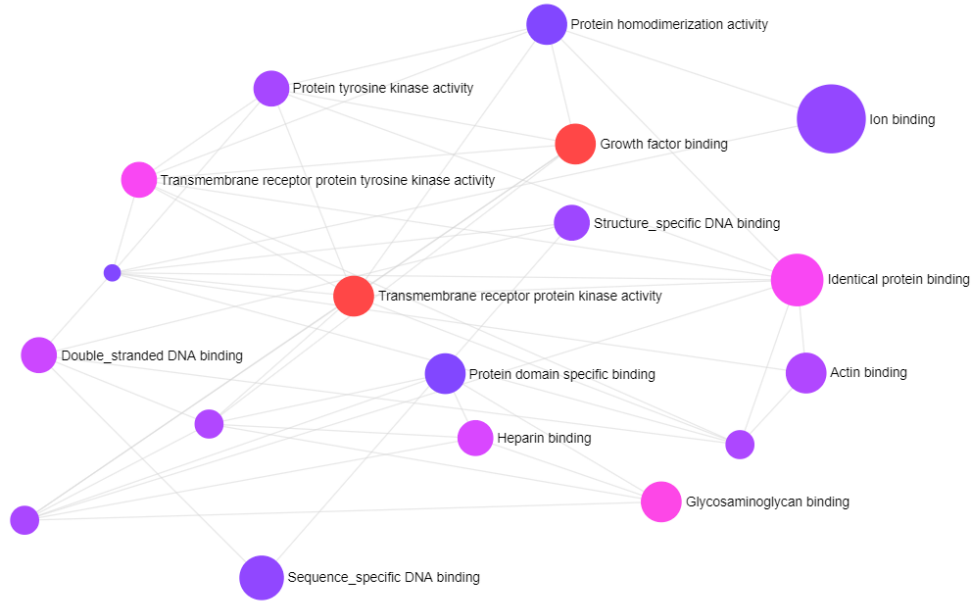 Protein homodimerization activity
Protein tyrosine kinase activity
Ion binding
Growth factor binding
Transmembrane receptor protein tyrosine kinase activity
Structure_specific DNA binding
Identical protein binding
Transmembrane receptor protein kinase activity
Double_stranded DNA binding
Protein domain specific binding
Actin binding
Heparin binding
Glycosaminoglycan binding
Sequence_specific DNA binding